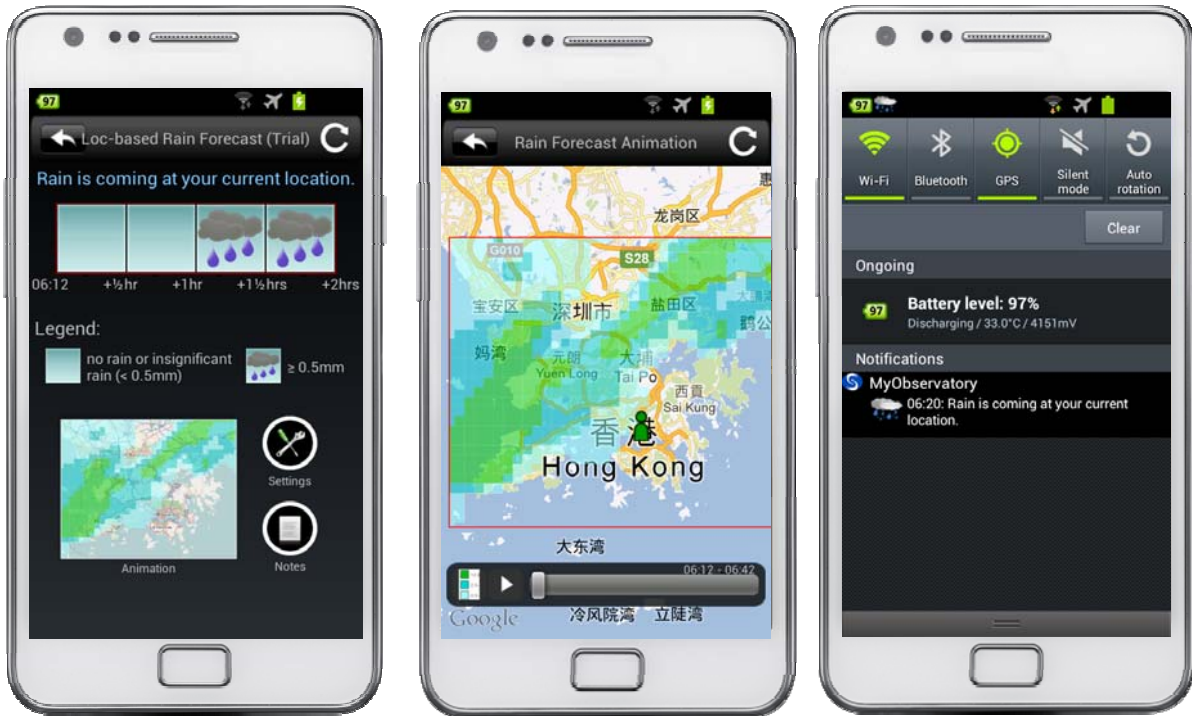 97
Loc-based Rain Forecast (Trial)
Rain is coming at your current location.
06:12 +½hr +1hr +1½hrs +2hrs
Legend:
no rain or insignificant
rain (< 0.5mm)
≥ 0.5mm
Settings
Animation
Notes
97
Rain Forecast Animation
惠
龙岗区
G010
S28
宝安区
深圳市
盐田区
鹅公
妈湾
元朗
Yuen Long
大埔
Tai Po
西貢
Sai Kung
香港
Hong Kong
大东湾
06:12 - 06:42
Google
冷风院湾
立陡湾
97
Wi-Fi
Bluetooth
GPS
Silent
mode
Auto
rotation
Clear
Ongoing
97
Battery level: 97%
Discharging / 33.0°C / 4151mV
Notifications
MyObservatory
06:20: Rain is coming at your current
location.